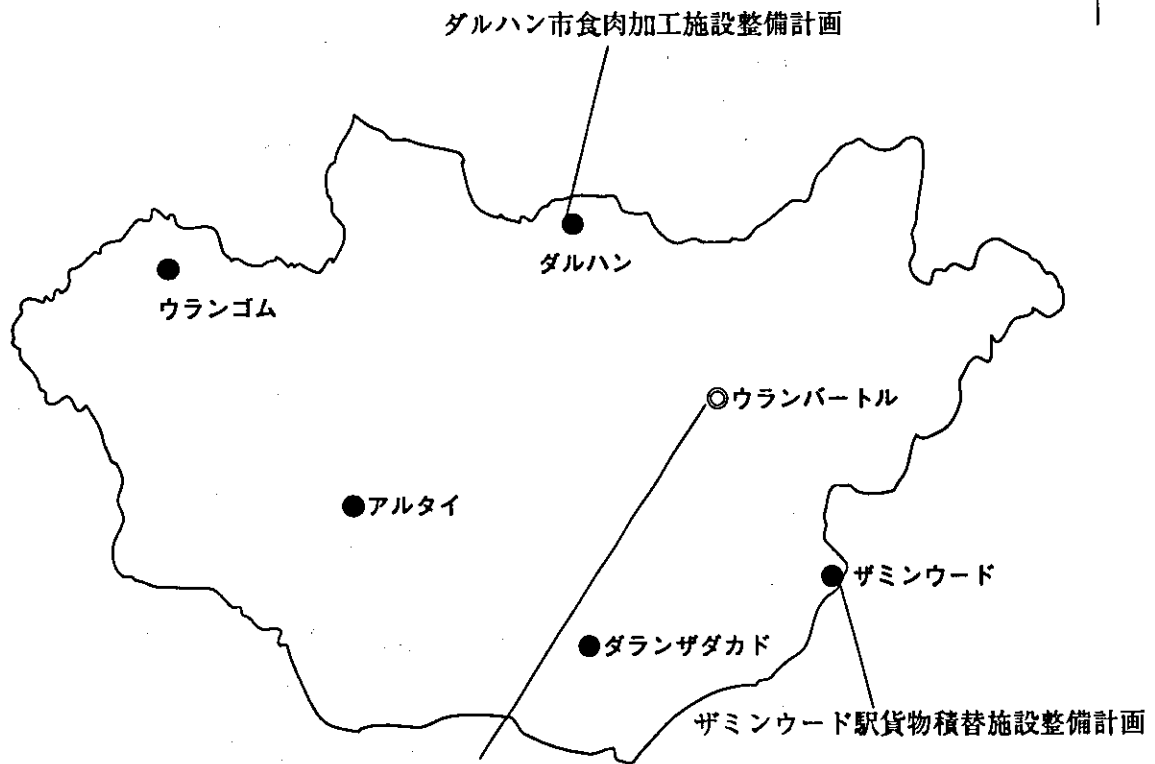 ダルハン市食肉加工施設整備計画
ダルハン
ウランゴム
ウランバートル
アルタイ
ザミンウード
ダランザダカド
ザミンウード駅貨物積替施設整備計画